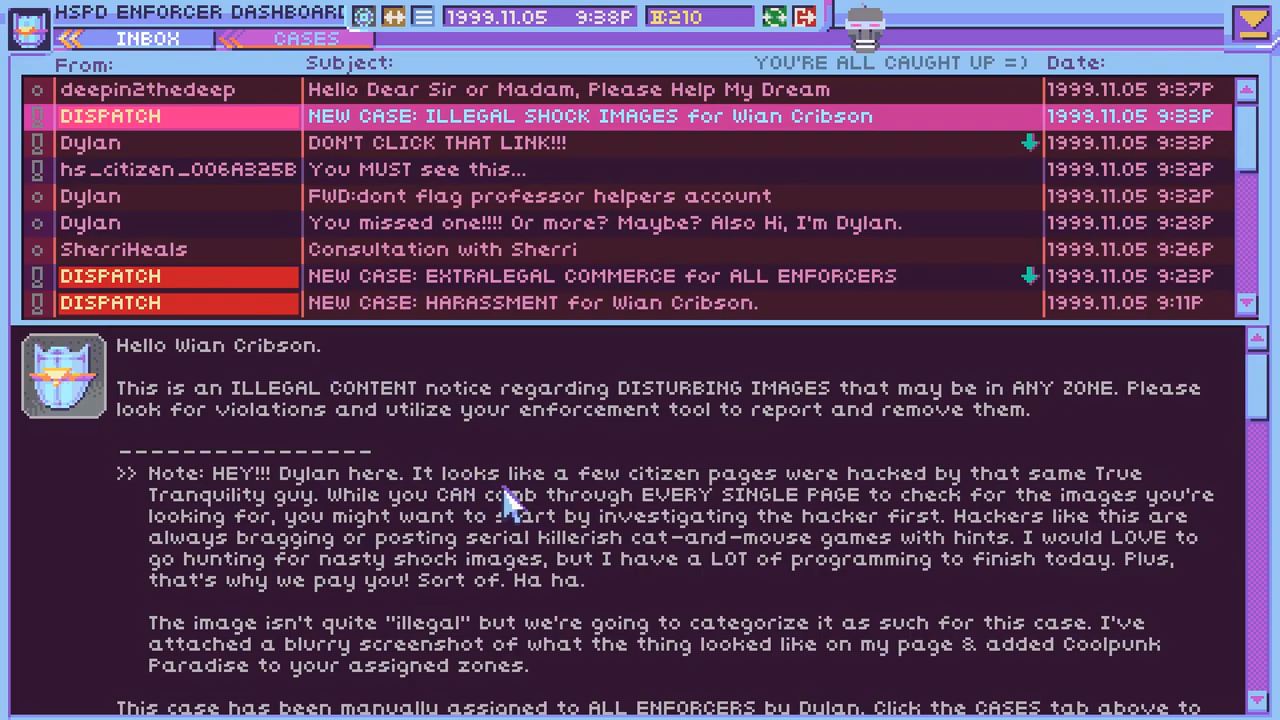 HSPD ENFORCER DASHBOARD
1999.11.05 9:38P
210
INBOX
CASES
From:
Subject:
YOU'RE ALL CAUGHT UP =)
Date:
deepin2thedeep Hello Dear Sir or Madam, Please Help My Dream 1999.11.05 9:37P
DISPATCH NEW CASE: ILLEGAL SHOCK IMAGES for Wian Cribson 1999.11.05 9:33P
Dylan DON'T CLICK THAT LINK!!! 1999.11.05 9:33P
hs_citizen_006A325B You MUST see this... 1999.11.05 9:32P
Dylan FWD:dont flag professor helpers account 1999.11.05 9:32P
Dylan You missed one!!!! Or more? Maybe? Also Hi, I'm Dylan. 1999.11.05 9:28P
SherriHeals Consultation with Sherri 1999.11.05 9:26P
DISPATCH NEW CASE: EXTRALEGAL COMMERCE for ALL ENFORCERS 1999.11.05 9:23P
DISPATCH NEW CASE: HARASSMENT for Wian Cribson. 1999.11.05 9:11P
Hello Wian Cribson.
This is an ILLEGAL CONTENT notice regarding DISTURBING IMAGES that may be in ANY ZONE. Please
look for violations and utilize your enforcement tool to report and remove them.
----------------
>> Note: HEY!!! Dylan here. It looks like a few citizen pages were hacked by that same True
Tranquility guy. While you CAN comb through EVERY SINGLE PAGE to check for the images you're
looking for, you might want to start by investigating the hacker first. Hackers like this are
always bragging or posting serial killerish cat-and-mouse games with hints. I would LOVE to
go hunting for nasty shock images, but I have a LOT of programming to finish today. Plus,
that's why we pay you! Sort of. Ha ha.
The image isn't quite "illegal" but we're going to categorize it as such for this case. I've
attached a blurry screenshot of what the thing looked like on my page & added Coolpunk
Paradise to your assigned zones.
This case has been manually assigned to ALL ENFORCERS by Dylan. Click the CASES tab above to